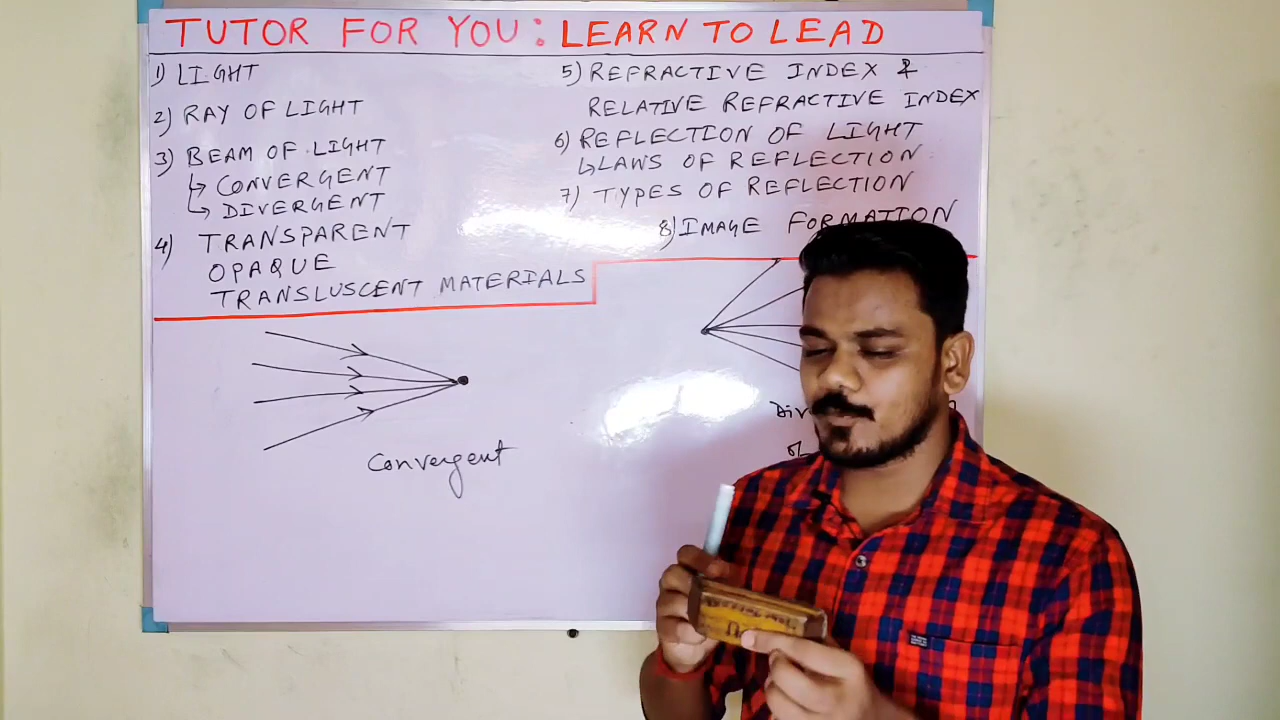 TUTOR FOR YOU: LEARN TO LEAD
1) LIGHT
2) RAY OF LIGHT
3) BEAM OF LIGHT
↳ CONVERGENT
↳ DIVERGENT
4) TRANSPARENT
OPAQUE
TRANSLUSCENT MATERIALS
5) REFRACTIVE INDEX &
RELATIVE REFRACTIVE INDEX
6) REFLECTION OF LIGHT
↳ LAWS OF REFLECTION
7) TYPES OF REFLECTION
8) IMAGE FORMATION
Convergent